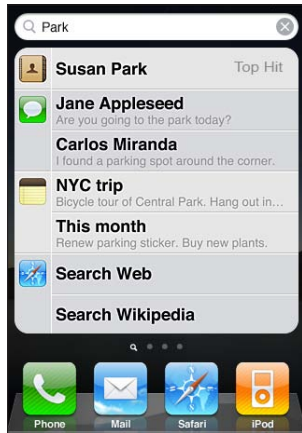 Park
Susan Park Top Hit
Jane Appleseed
Are you going to the park today?
Carlos Miranda
I found a parking spot around the corner.
NYC trip
Bicycle tour of Central Park. Hang out in...
This month
Renew parking sticker. Buy new plants.
Search Web
Search Wikipedia
Phone Mail Safari iPod